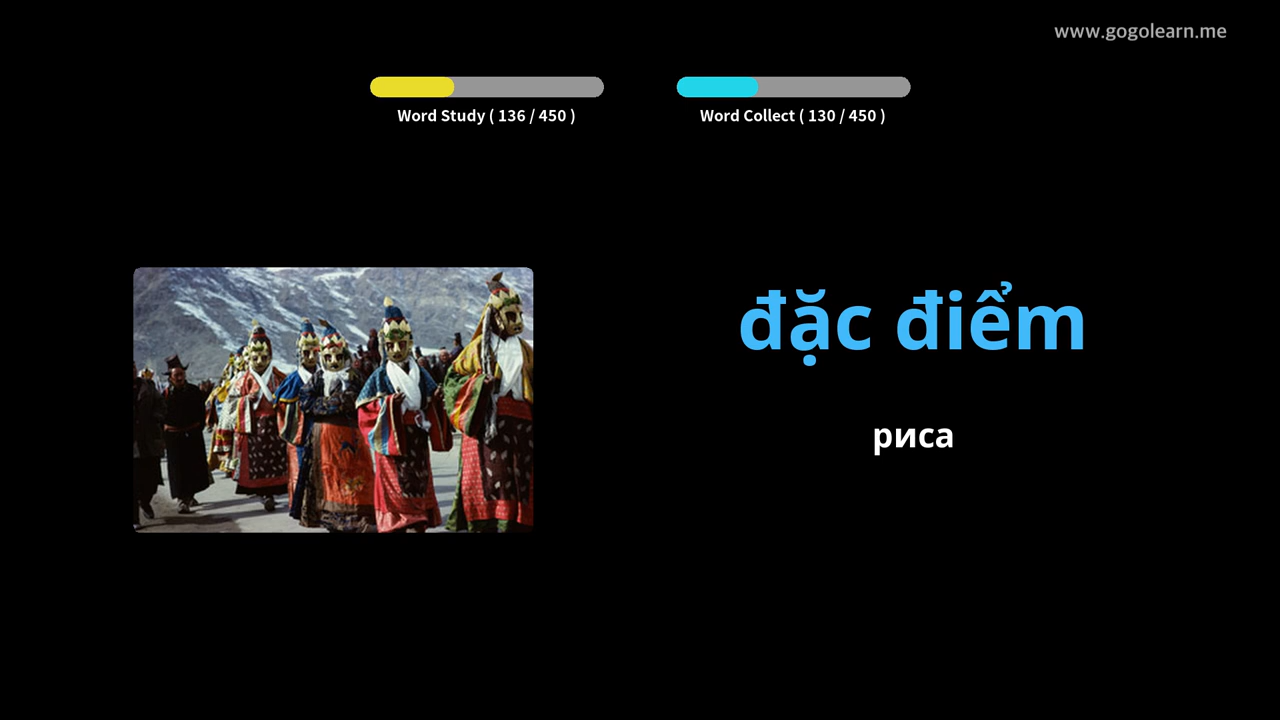 www.gogolearn.me
Word Study ( 136 / 450 )
Word Collect ( 130 / 450 )
đặc điểm
риса